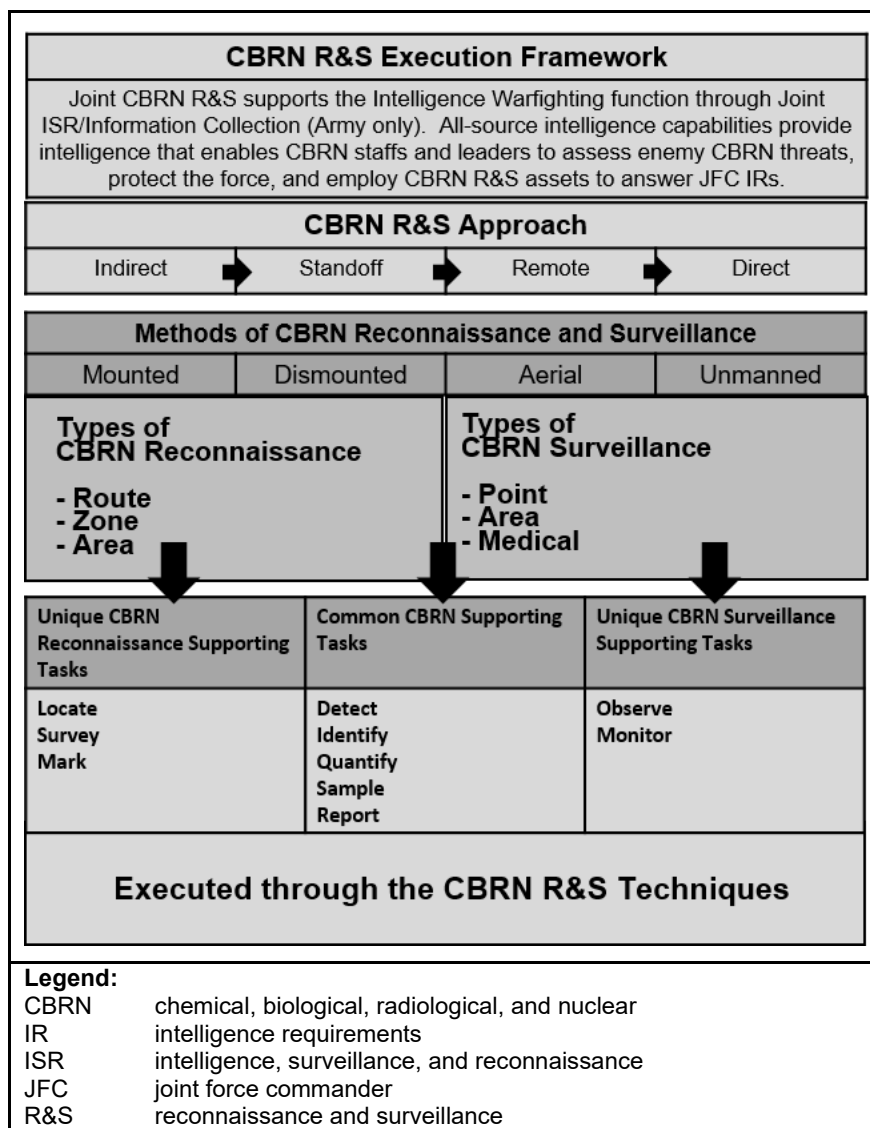 CBRN R&S Execution Framework
Joint CBRN R&S supports the Intelligence Warfighting function through Joint
ISR/Information Collection (Army only).  All-source intelligence capabilities provide
intelligence that enables CBRN staffs and leaders to assess enemy CBRN threats,
protect the force, and employ CBRN R&S assets to answer JFC IRs.
CBRN R&S Approach
Indirect Standoff Remote Direct
Methods of CBRN Reconnaissance and Surveillance
Mounted Dismounted Aerial Unmanned
Types of
CBRN Reconnaissance
- Route
- Zone
- Area
Types of
CBRN Surveillance
- Point
- Area
- Medical
Unique CBRN
Reconnaissance Supporting
Tasks
Locate
Survey
Mark
Common CBRN Supporting
Tasks
Detect
Identify
Quantify
Sample
Report
Unique CBRN Surveillance
Supporting Tasks
Observe
Monitor
Executed through the CBRN R&S Techniques
Legend:
CBRN chemical, biological, radiological, and nuclear
IR intelligence requirements
ISR intelligence, surveillance, and reconnaissance
JFC joint force commander
R&S reconnaissance and surveillance